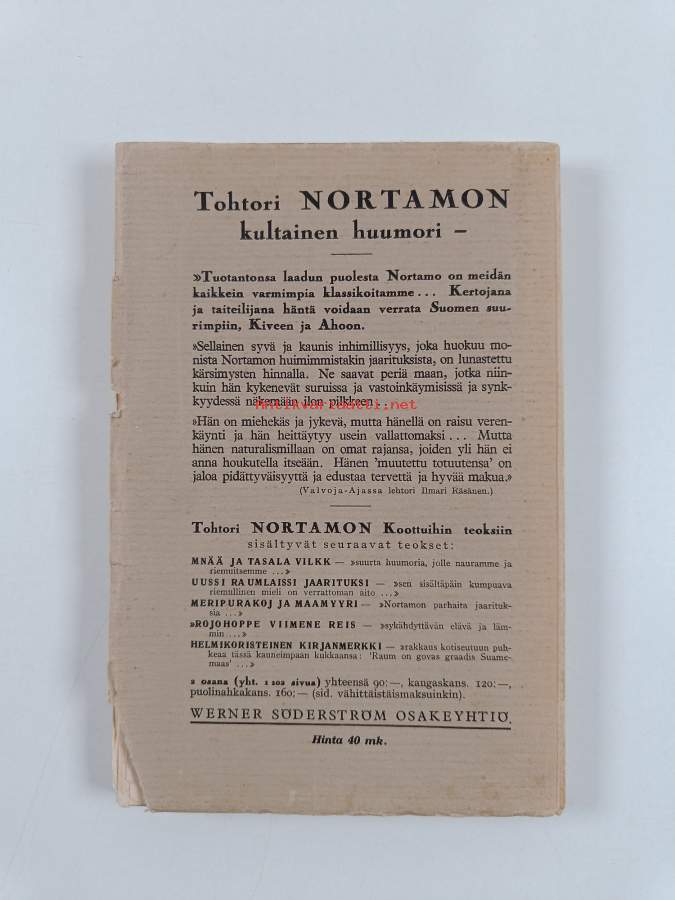 Tohtori NORTAMON
kultainen huumori —
»Tuotantonsa laadun puolesta Nortamo on meidän
kaikkein varmimpia klassikoitamme... Kertojana
ja taiteilijana häntä voidaan verrata Suomen suu-
rimpiin, Kiveen ja Ahoon.
»Sellainen syvä ja kaunis inhimillisyys, joka huokuu mo-
nista Nortamon huimimmistakin jaarituksista, on lunastettu
kärsimysten hinnalla. Ne saavat periä maan, jotka niin-
kuin hän kykenevät suruissa ja vastoinkäymisissä ja synk-
kyydessä näkemään ilon pilkkeen...
Antikvariaatti.net
»Hän on miehekäs ja jykevä, mutta hänellä on raisu veren-
käynti ja hän heittäytyy usein vallattomaksi... Mutta
hänen naturalismillaan on omat rajansa, joiden yli hän ei
anna houkutella itseään. Hänen 'muutettu totuutensa' on
jaloa pidättyväisyyttä ja edustaa tervettä ja hyvää makua.»
(Valvoja-Ajassa lehtori Ilmari Räsänen.)
Tohtori NORTAMON Koottuihin teoksiin
sisältyvät seuraavat teokset:
MNÄÄ JA TASALA VILKK — »suurta huumoria, jolle nauramme ja
riemuitsemme ...»
UUSSI RAUMLAISSI JAARITUKSI — »sen sisältäpäin kumpuava
riemullinen mieli on verrattoman aito ...»
MERIPURAKOJ JA MAAMYYRI — »Nortamon parhaita jaarituk-
sia ...»
»ROJOHOPPE VIIMENE REIS — »sykähdyttävän elävä ja läm-
min ...»
HELMIKORISTEINEN KIRJANMERKKI — »rakkaus kotiseutuun puh-
keaa tässä kauneimpaan kukkaansa: 'Raum on govas graadis Suame-
maas' ...»
2 osana (yht. 1202 sivua) yhteensä 90:—, kangaskans. 120:—,
puolinahkakans. 160:— (sid. vähittäistäismaksuinkin).
WERNER SÖDERSTRÖM OSAKEYHTIÖ.
Hinta 40 mk.